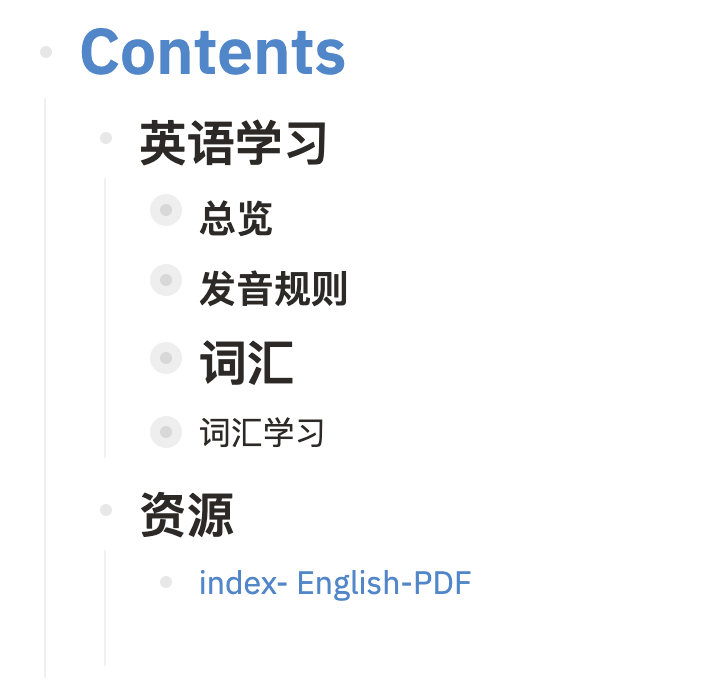 Contents
英语学习
总览
发音规则
词汇
词汇学习
资源
index- English-PDF